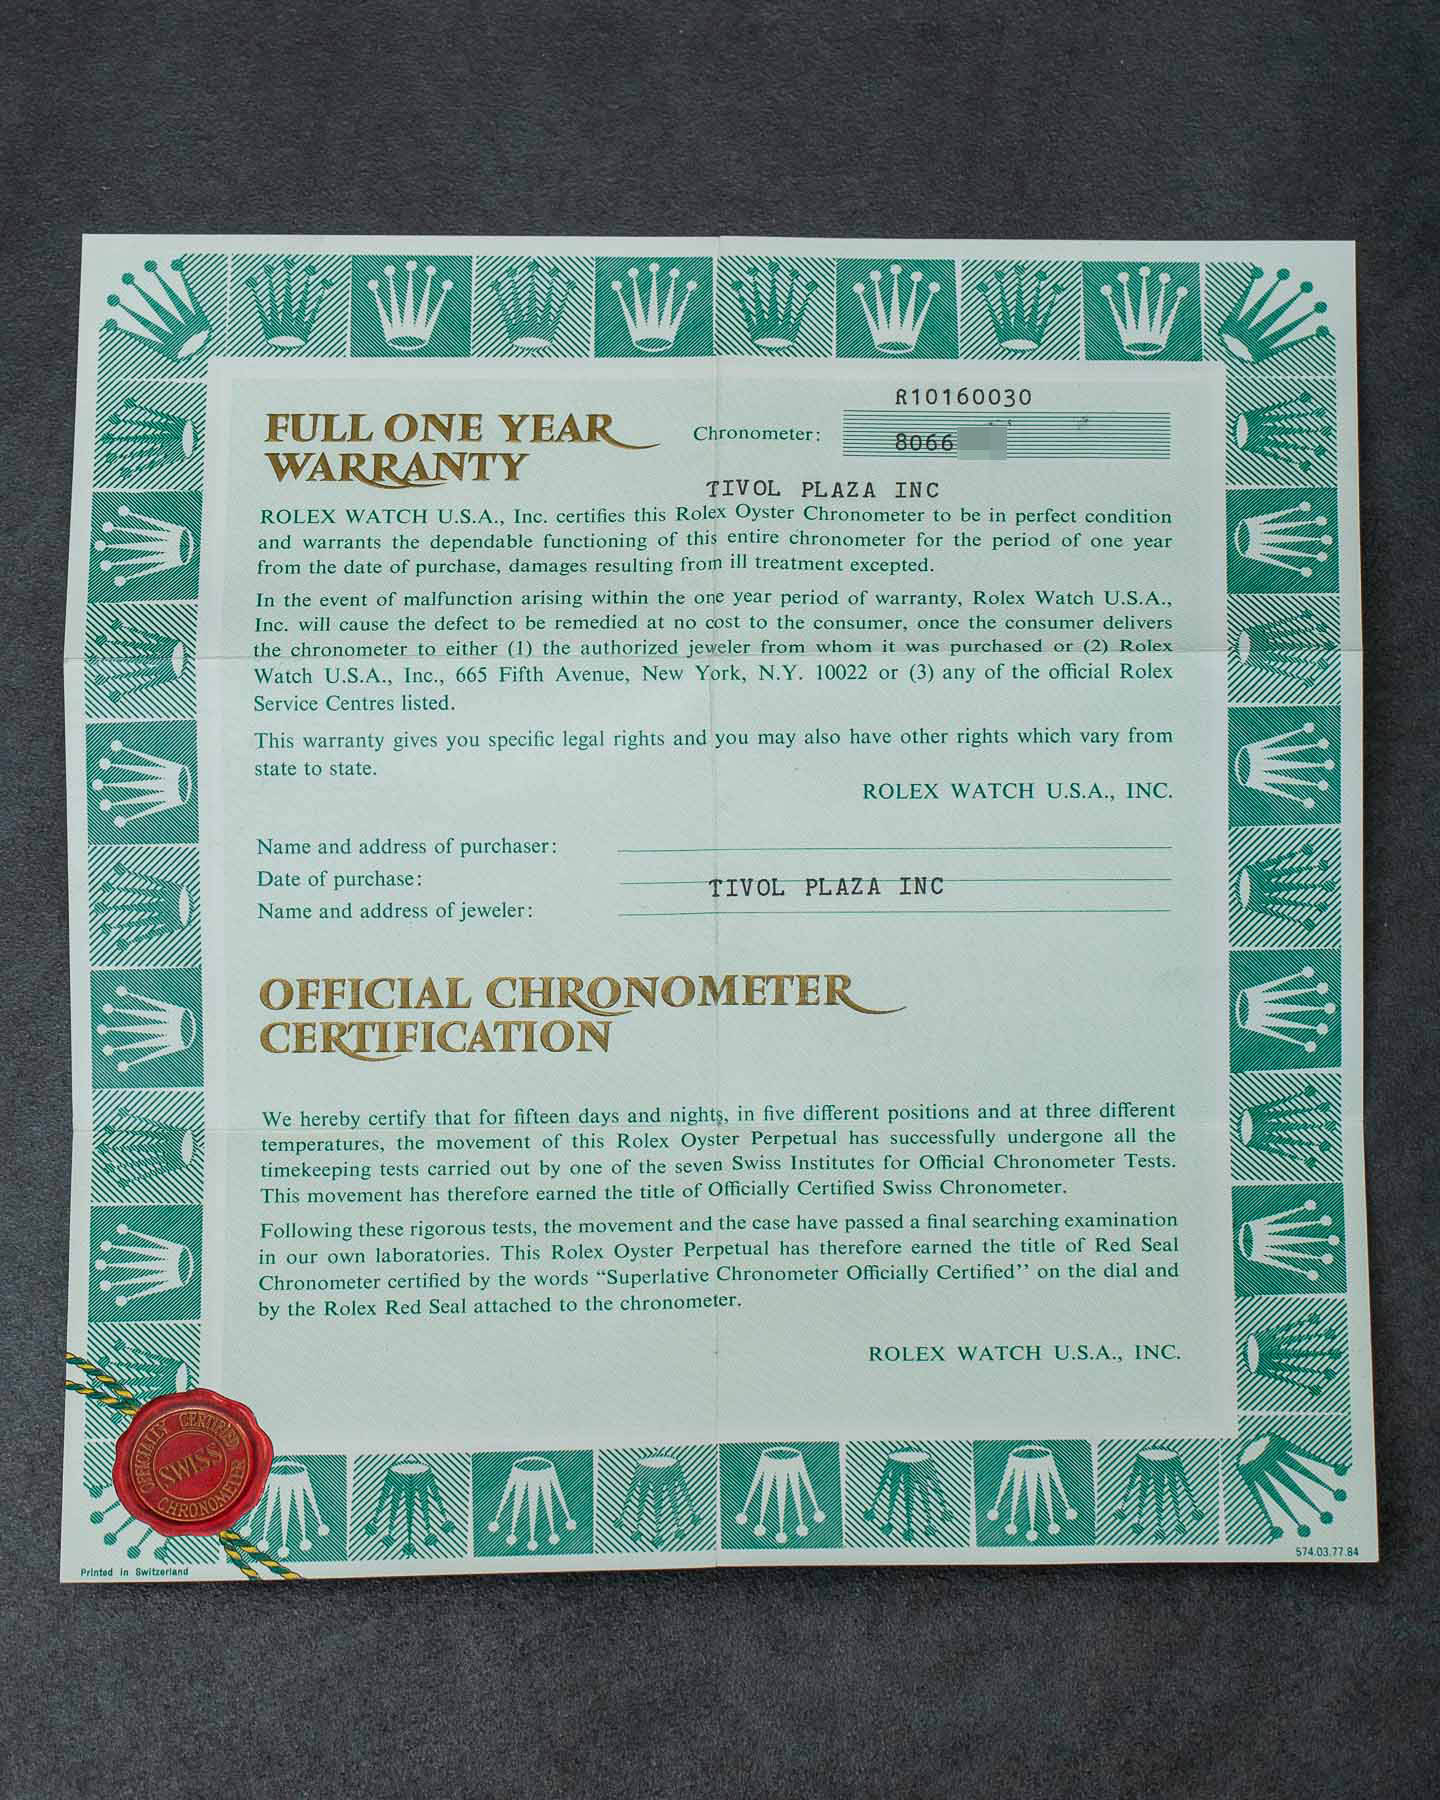 R10160030
FULL ONE YEAR
WARRANTY
Chronometer:
8066
TIVOL PLAZA INC
ROLEX WATCH U.S.A., Inc. certifies this Rolex Oyster Chronometer to be in perfect condition
and warrants the dependable functioning of this entire chronometer for the period of one year
from the date of purchase, damages resulting from ill treatment excepted.
In the event of malfunction arising within the one year period of warranty, Rolex Watch U.S.A.,
Inc. will cause the defect to be remedied at no cost to the consumer, once the consumer delivers
the chronometer to either (1) the authorized jeweler from whom it was purchased or (2) Rolex
Watch U.S.A., Inc., 665 Fifth Avenue, New York, N.Y. 10022 or (3) any of the official Rolex
Service Centres listed.
This warranty gives you specific legal rights and you may also have other rights which vary from
state to state.
ROLEX WATCH U.S.A., INC.
Name and address of purchaser:
Date of purchase:
TIVOL PLAZA INC
Name and address of jeweler:
OFFICIAL CHRONOMETER
CERTIFICATION
We hereby certify that for fifteen days and nights, in five different positions and at three different
temperatures, the movement of this Rolex Oyster Perpetual has successfully undergone all the
timekeeping tests carried out by one of the seven Swiss Institutes for Official Chronometer Tests.
This movement has therefore earned the title of Officially Certified Swiss Chronometer.
Following these rigorous tests, the movement and the case have passed a final searching examination
in our own laboratories. This Rolex Oyster Perpetual has therefore earned the title of Red Seal
Chronometer certified by the words “Superlative Chronometer Officially Certified’’ on the dial and
by the Rolex Red Seal attached to the chronometer.
ROLEX WATCH U.S.A., INC.
OFFICIALLY CERTIFIED
SWISS
CHRONOMETER
Printed in Switzerland
574.03.77.84